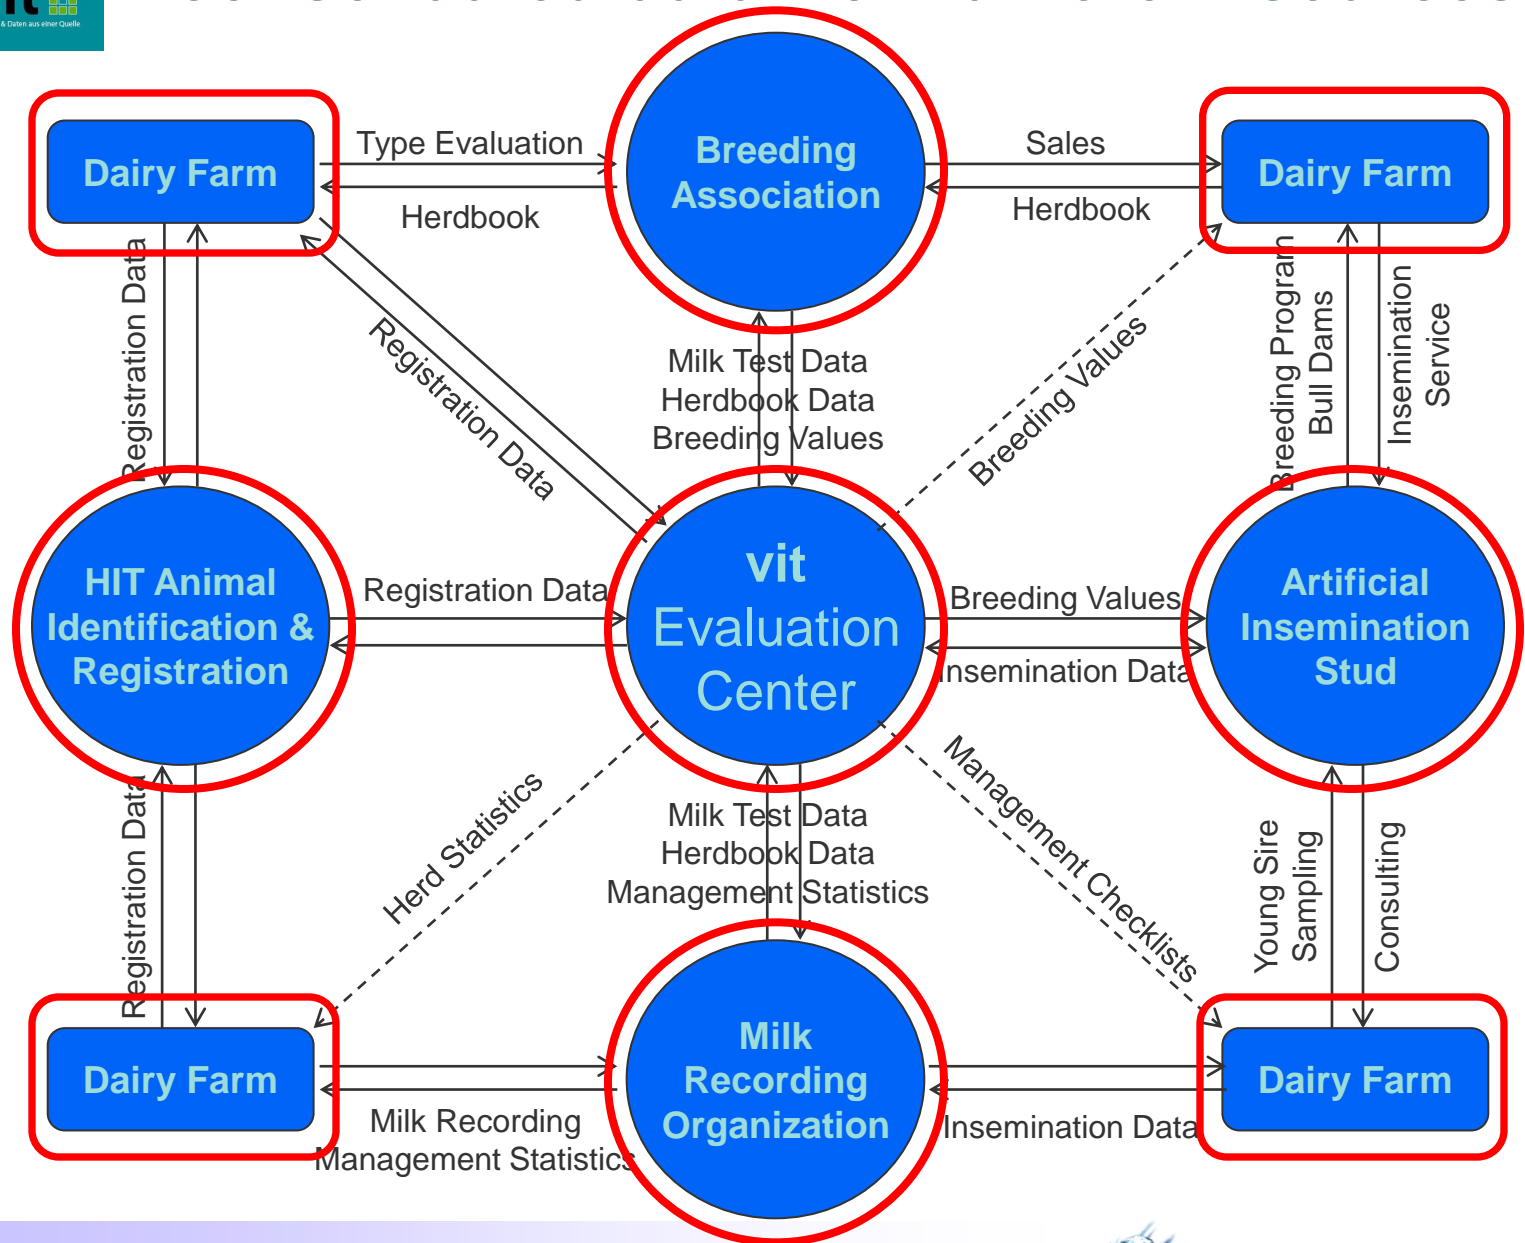 & Daten aus einer Quelle
Type Evaluation
Breeding
Association
Sales
Dairy Farm
Dairy Farm
Herdbook
Herdbook
Registration Data
Registration Data
Milk Test Data
Herdbook Data
Breeding Values
Breeding Values
Breeding Program
Bull Dams
Insemination
Service
HIT Animal
Identification &
Registration
Registration Data
vit
Evaluation
Center
Breeding Values
Insemination Data
Artificial
Insemination
Stud
Registration Data
Herd Statistics
Milk Test Data
Herdbook Data
Management Statistics
Management Checklists
Young Sire
Sampling
Consulting
Dairy Farm
Milk Recording
Management Statistics
Milk
Recording
Organization
Insemination Data
Dairy Farm